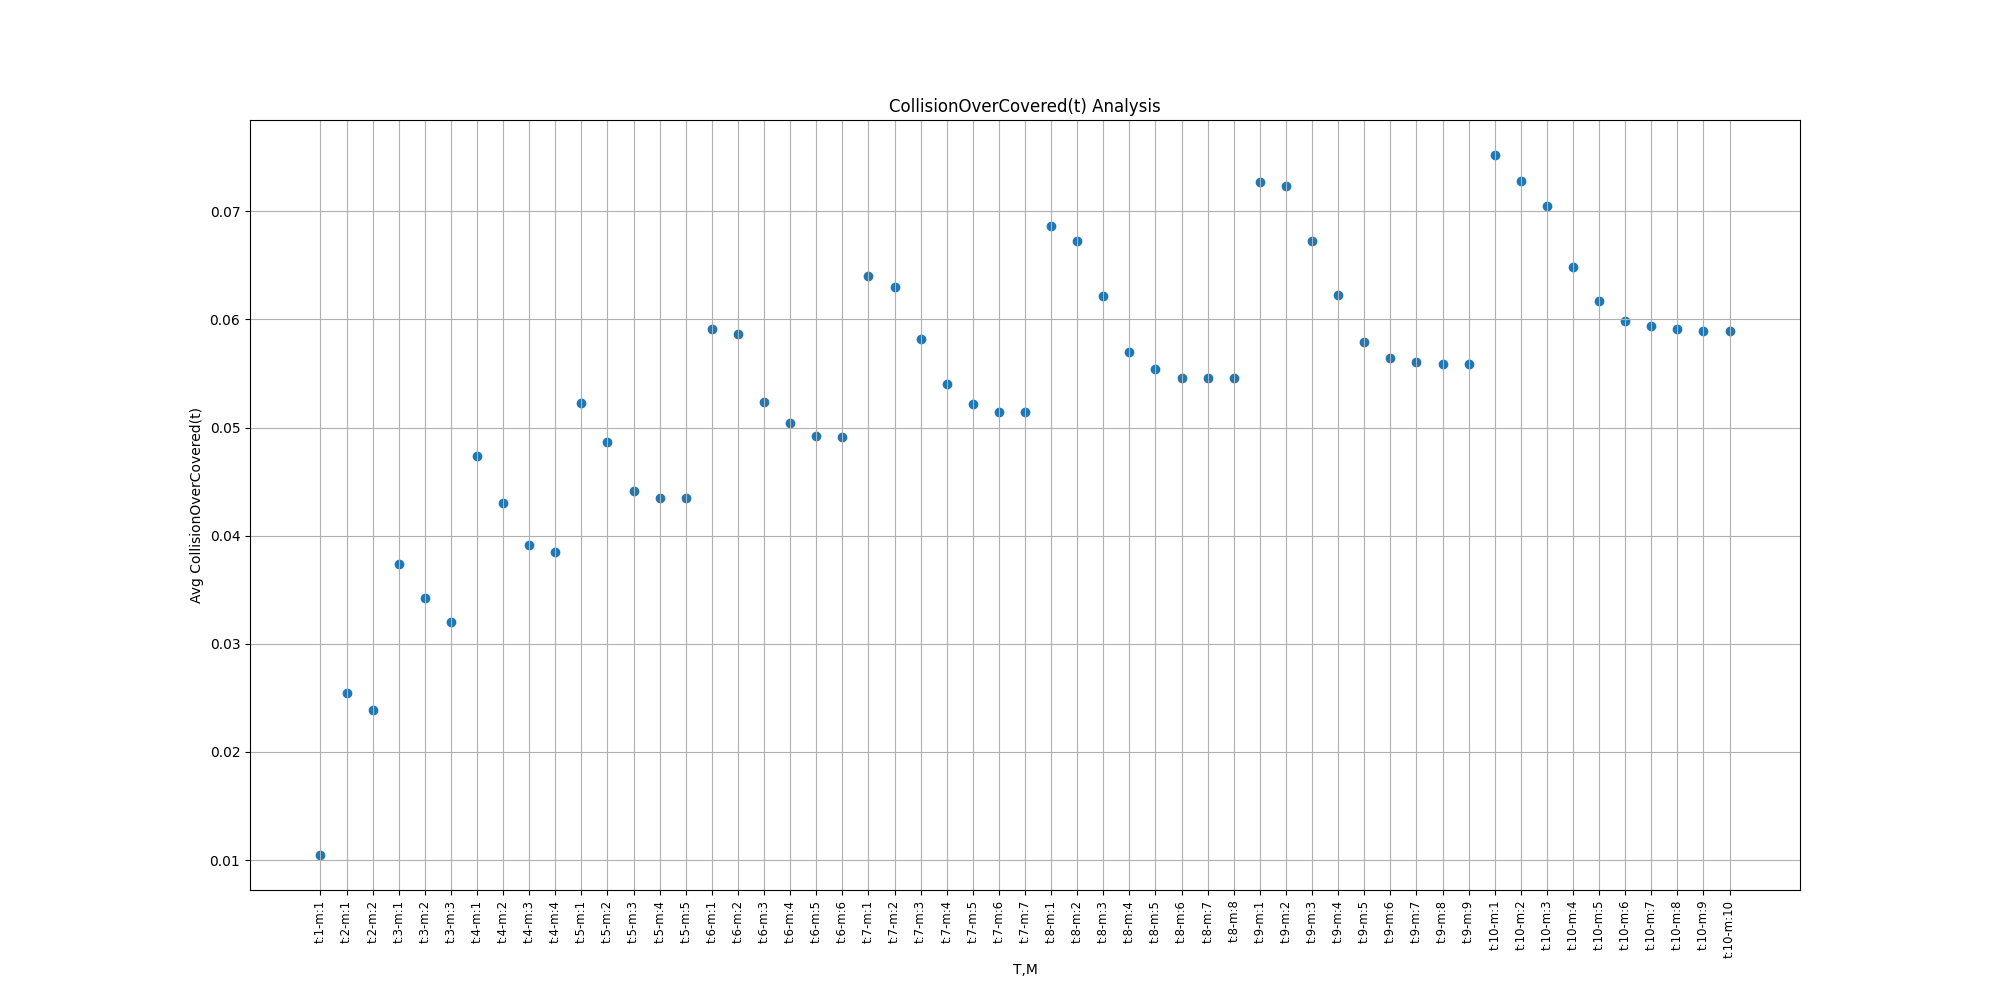 CollisionOverCovered(t) Analysis
Avg CollisionOverCovered(t)
0.07
0.06
0.05
0.04
0.03
0.02
0.01
t:1-m:1
t:2-m:1
t:2-m:2
t:3-m:1
t:3-m:2
t:3-m:3
t:4-m:1
t:4-m:2
t:4-m:3
t:4-m:4
t:5-m:1
t:5-m:2
t:5-m:3
t:5-m:4
t:5-m:5
t:6-m:1
t:6-m:2
t:6-m:3
t:6-m:4
t:6-m:5
t:6-m:6
t:7-m:1
t:7-m:2
t:7-m:3
t:7-m:4
t:7-m:5
t:7-m:6
t:7-m:7
t:8-m:1
t:8-m:2
t:8-m:3
t:8-m:4
t:8-m:5
t:8-m:6
t:8-m:7
t:8-m:8
t:9-m:1
t:9-m:2
t:9-m:3
t:9-m:4
t:9-m:5
t:9-m:6
t:9-m:7
t:9-m:8
t:9-m:9
t:10-m:1
t:10-m:2
t:10-m:3
t:10-m:4
t:10-m:5
t:10-m:6
t:10-m:7
t:10-m:8
t:10-m:9
t:10-m:10
T,M